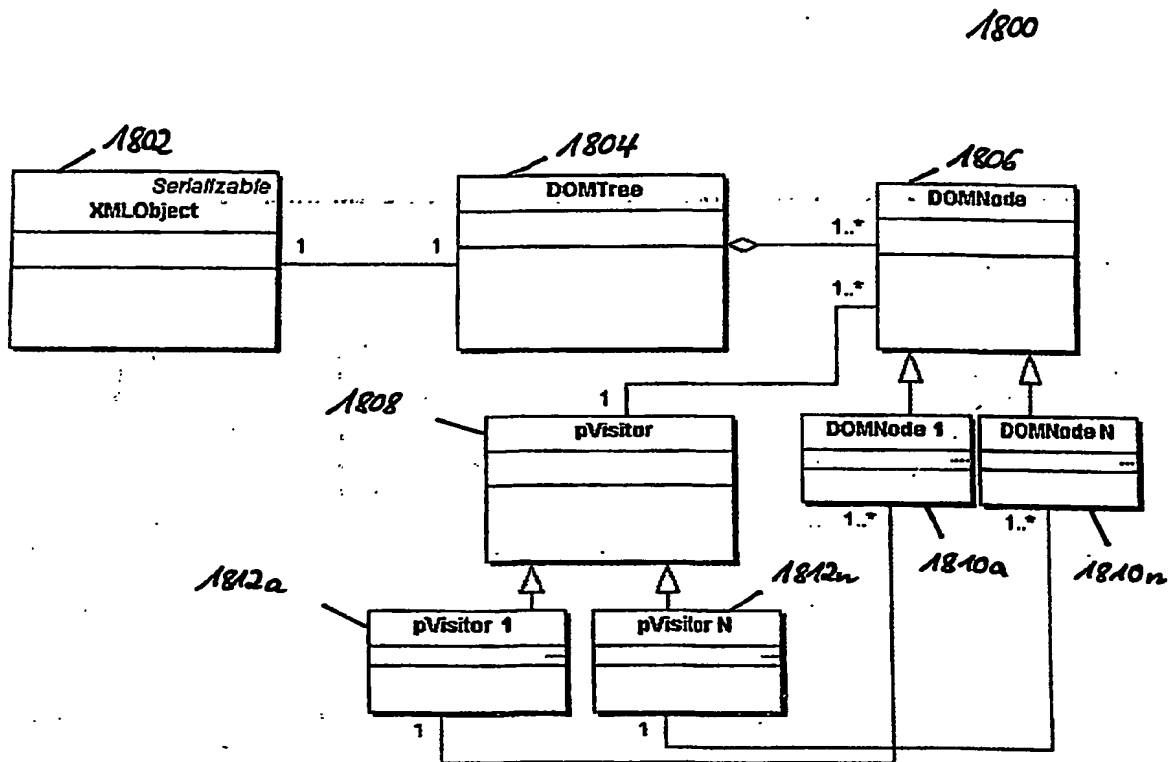 1800
1802
1804
1806
Serializable
XMLObject
DOMTree
DOMNode
1
1
1..*
1..*
1808
1
pVisitor
DOMNode 1
DOMNode N
....
...
1..*
1..*
1810a
1810n
1812a
1812n
pVisitor 1
pVisitor N
1
1